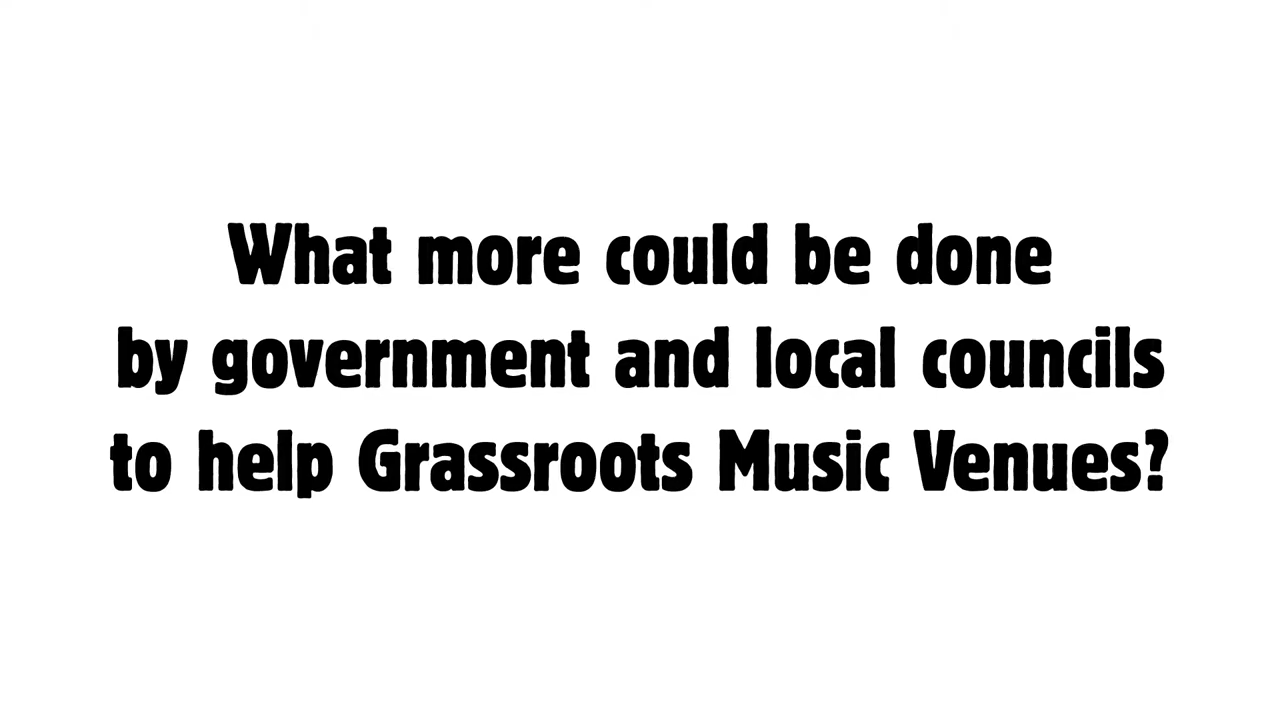 What more could be done
by government and local councils
to help Grassroots Music Venues?